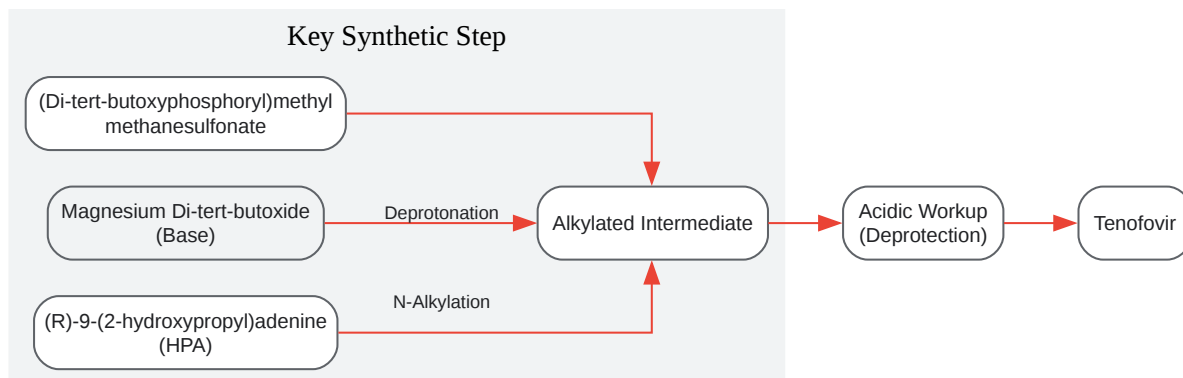 Key Synthetic Step
(Di-tert-butoxyphosphoryl)methyl
methanesulfonate
Magnesium Di-tert-butoxide
(Base)
Deprotonation
(R)-9-(2-hydroxypropyl)adenine
(HPA)
N-Alkylation
Alkylated Intermediate
Acidic Workup
(Deprotection)
Tenofovir